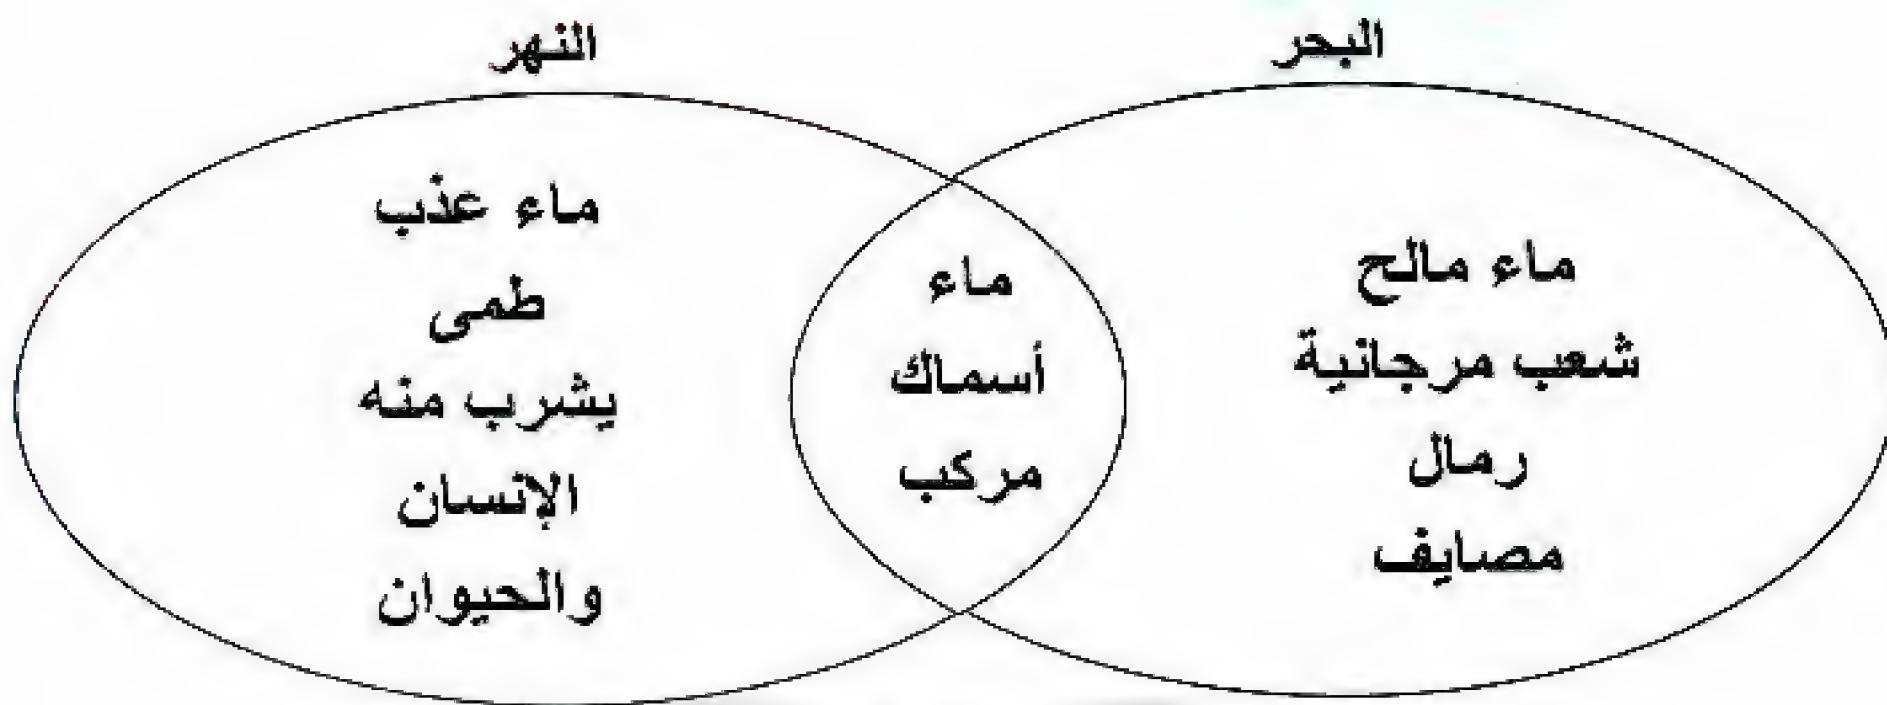 البحر
النهر
ماء مالح
شعب مرجانية
رمال
مصايف
ماء
أسماك
مركب
ماء عذب
طمى
يشرب منه
الإنسان
والحيوان